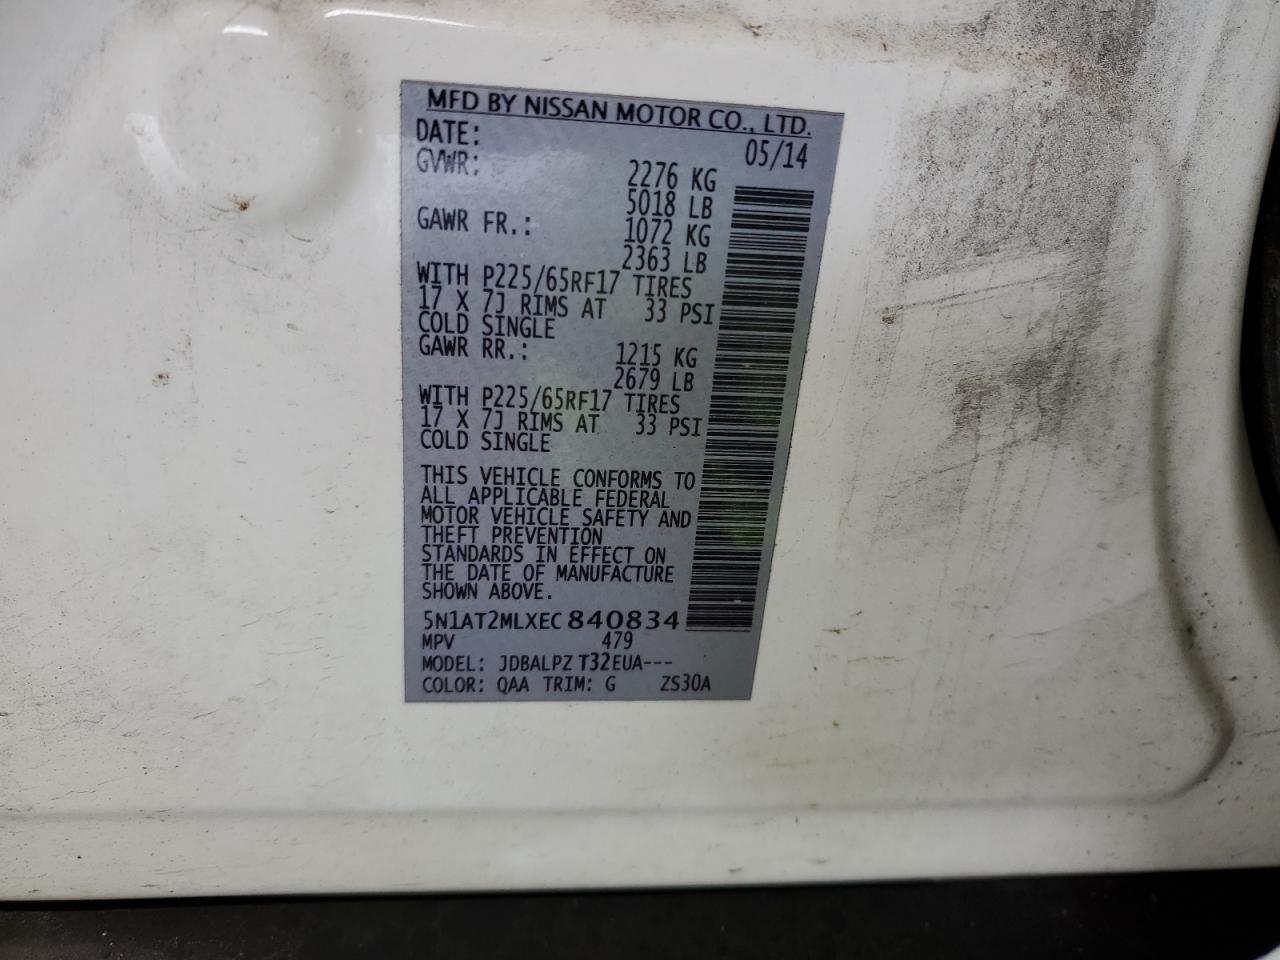 MFD BY NISSAN MOTOR CO., LTD.
DATE: 05/14
GVWR: 2276 KG
5018 LB
GAWR FR.: 1072 KG
2363 LB
WITH P225/65RF17 TIRES
17 X 7J RIMS AT 33 PSI
COLD SINGLE
GAWR RR.: 1215 KG
2679 LB
WITH P225/65RF17 TIRES
17 X 7J RIMS AT 33 PSI
COLD SINGLE
THIS VEHICLE CONFORMS TO
ALL APPLICABLE FEDERAL
MOTOR VEHICLE SAFETY AND
THEFT PREVENTION
STANDARDS IN EFFECT ON
THE DATE OF MANUFACTURE
SHOWN ABOVE.
5N1AT2MLXEC840834
MPV 479
MODEL: JDBALPZ T32EUA---
COLOR: QAA TRIM: G ZS30A